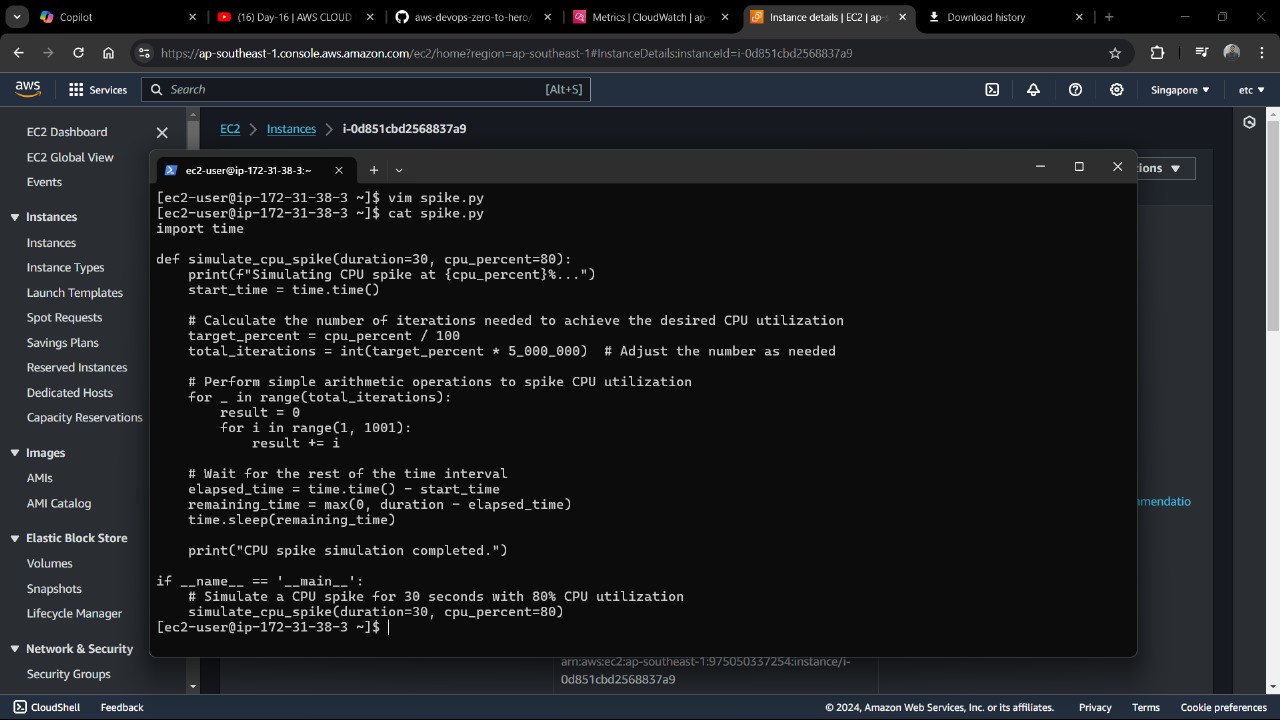 Copilot
(16) Day-16 | AWS CLOUD
aws-devops-zero-to-hero/
Metrics | CloudWatch | ap-
Instance details | EC2 | ap-s
Download history
https://ap-southeast-1.console.aws.amazon.com/ec2/home?region=ap-southeast-1#InstanceDetails:instanceId=i-0d851cbd2568837a9
aws
Services
Search
[Alt+S]
Singapore
etc
EC2 Dashboard
EC2 Global View
Events
Instances
Instances
Instance Types
Launch Templates
Spot Requests
Savings Plans
Reserved Instances
Dedicated Hosts
Capacity Reservations
Images
AMIs
AMI Catalog
Elastic Block Store
Volumes
Snapshots
Lifecycle Manager
Network & Security
Security Groups
EC2 > Instances > i-0d851cbd2568837a9
ions
ec2-user@ip-172-31-38-3:~
[ec2-user@ip-172-31-38-3 ~]$ vim spike.py
[ec2-user@ip-172-31-38-3 ~]$ cat spike.py
import time
def simulate_cpu_spike(duration=30, cpu_percent=80):
    print(f"Simulating CPU spike at {cpu_percent}%...")
    start_time = time.time()
    # Calculate the number of iterations needed to achieve the desired CPU utilization
    target_percent = cpu_percent / 100
    total_iterations = int(target_percent * 5_000_000)  # Adjust the number as needed
    # Perform simple arithmetic operations to spike CPU utilization
    for _ in range(total_iterations):
        result = 0
        for i in range(1, 1001):
            result += i
    # Wait for the rest of the time interval
    elapsed_time = time.time() - start_time
    remaining_time = max(0, duration - elapsed_time)
    time.sleep(remaining_time)
    print("CPU spike simulation completed.")
if __name__ == '__main__':
    # Simulate a CPU spike for 30 seconds with 80% CPU utilization
    simulate_cpu_spike(duration=30, cpu_percent=80)
[ec2-user@ip-172-31-38-3 ~]$
mmendatio
arn:aws:ec2:ap-southeast-1:975050337254:instance/i-
0d851cbd2568837a9
CloudShell
Feedback
© 2024, Amazon Web Services, Inc. or its affiliates.
Privacy
Terms
Cookie preferences